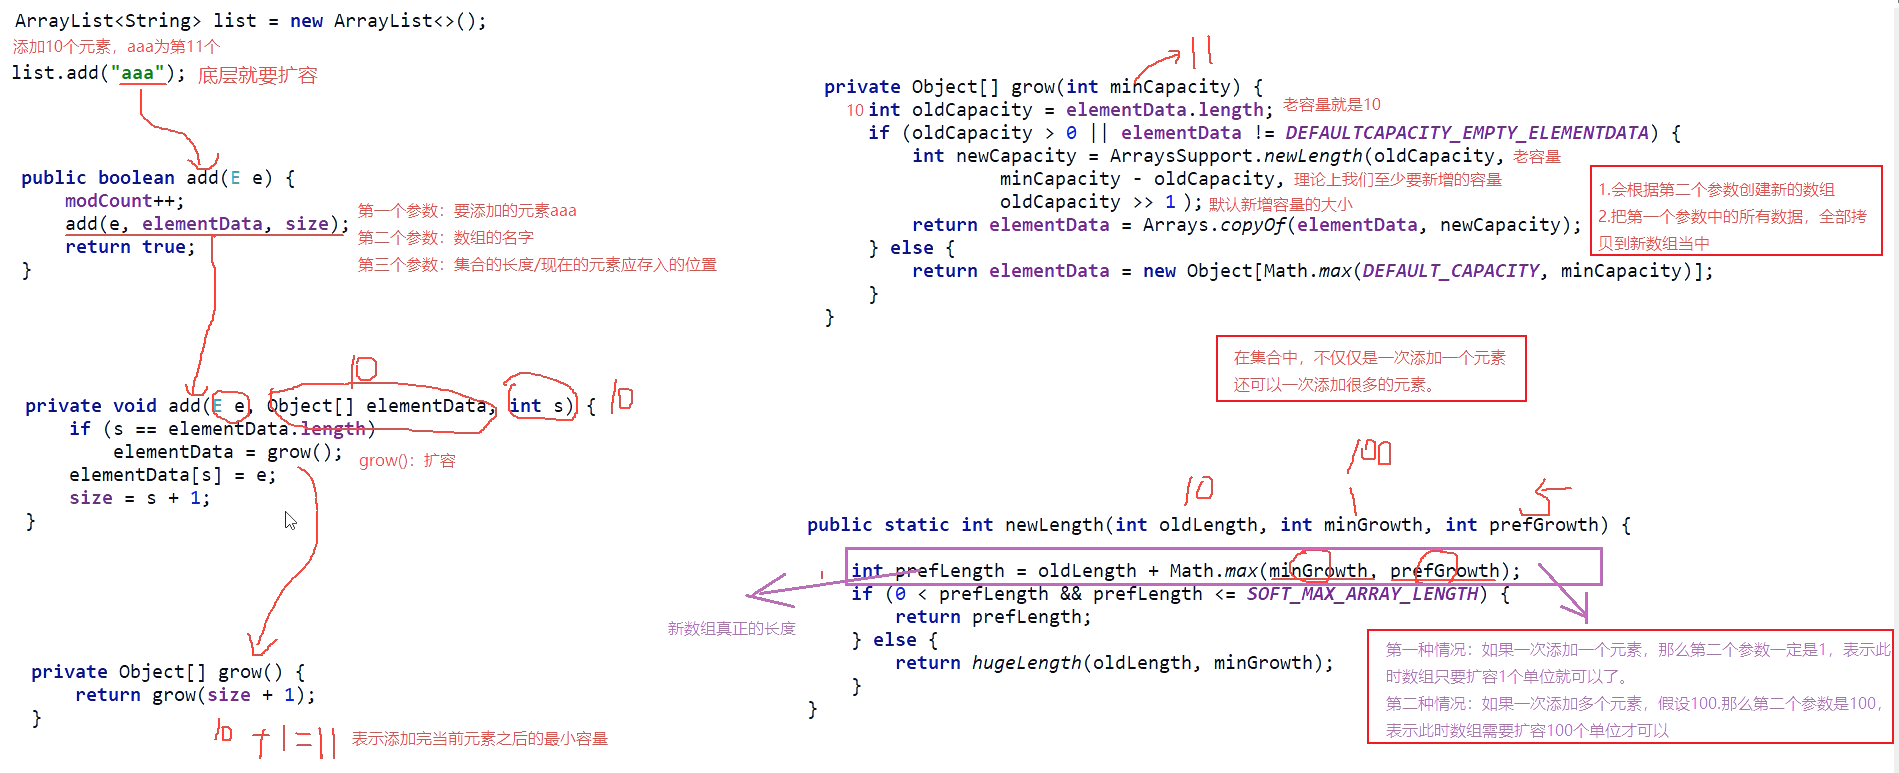 ArrayList<String> list = new ArrayList<>();
添加10个元素，aaa为第11个
list.add("aaa"); 底层就要扩容
public boolean add(E e) {
modCount++;
add(e, elementData, size);
return true;
}
第一个参数：要添加的元素aaa
第二个参数：数组的名字
第三个参数：集合的长度/现在的元素应存入的位置
10
private void add(E e, Object[] elementData, int s) { 10
if (s == elementData.length)
elementData = grow(); grow()：扩容
elementData[s] = e;
size = s + 1;
}
private Object[] grow() {
return grow(size + 1);
}
10 + 1 = 11 表示添加完当前元素之后的最小容量
11
private Object[] grow(int minCapacity) {
10 int oldCapacity = elementData.length; 老容量就是10
if (oldCapacity > 0 || elementData != DEFAULTCAPACITY_EMPTY_ELEMENTDATA) {
int newCapacity = ArraysSupport.newLength(oldCapacity, 老容量
minCapacity - oldCapacity, 理论上我们至少要新增的容量
oldCapacity >> 1 ); 默认新增容量的大小
return elementData = Arrays.copyOf(elementData, newCapacity);
} else {
return elementData = new Object[Math.max(DEFAULT_CAPACITY, minCapacity)];
}
}
1.会根据第二个参数创建新的数组
2.把第一个参数中的所有数据，全部拷
贝到新数组当中
在集合中，不仅仅是一次添加一个元素
还可以一次添加很多的元素。
10 100
public static int newLength(int oldLength, int minGrowth, int prefGrowth) {
int prefLength = oldLength + Math.max(minGrowth, prefGrowth);
if (0 < prefLength && prefLength <= SOFT_MAX_ARRAY_LENGTH) {
return prefLength;
} else {
return hugeLength(oldLength, minGrowth);
}
}
新数组真正的长度
第一种情况：如果一次添加一个元素，那么第二个参数一定是1，表示此
时数组只要扩容1个单位就可以了。
第二种情况：如果一次添加多个元素，假设100.那么第二个参数是100，
表示此时数组需要扩容100个单位才可以